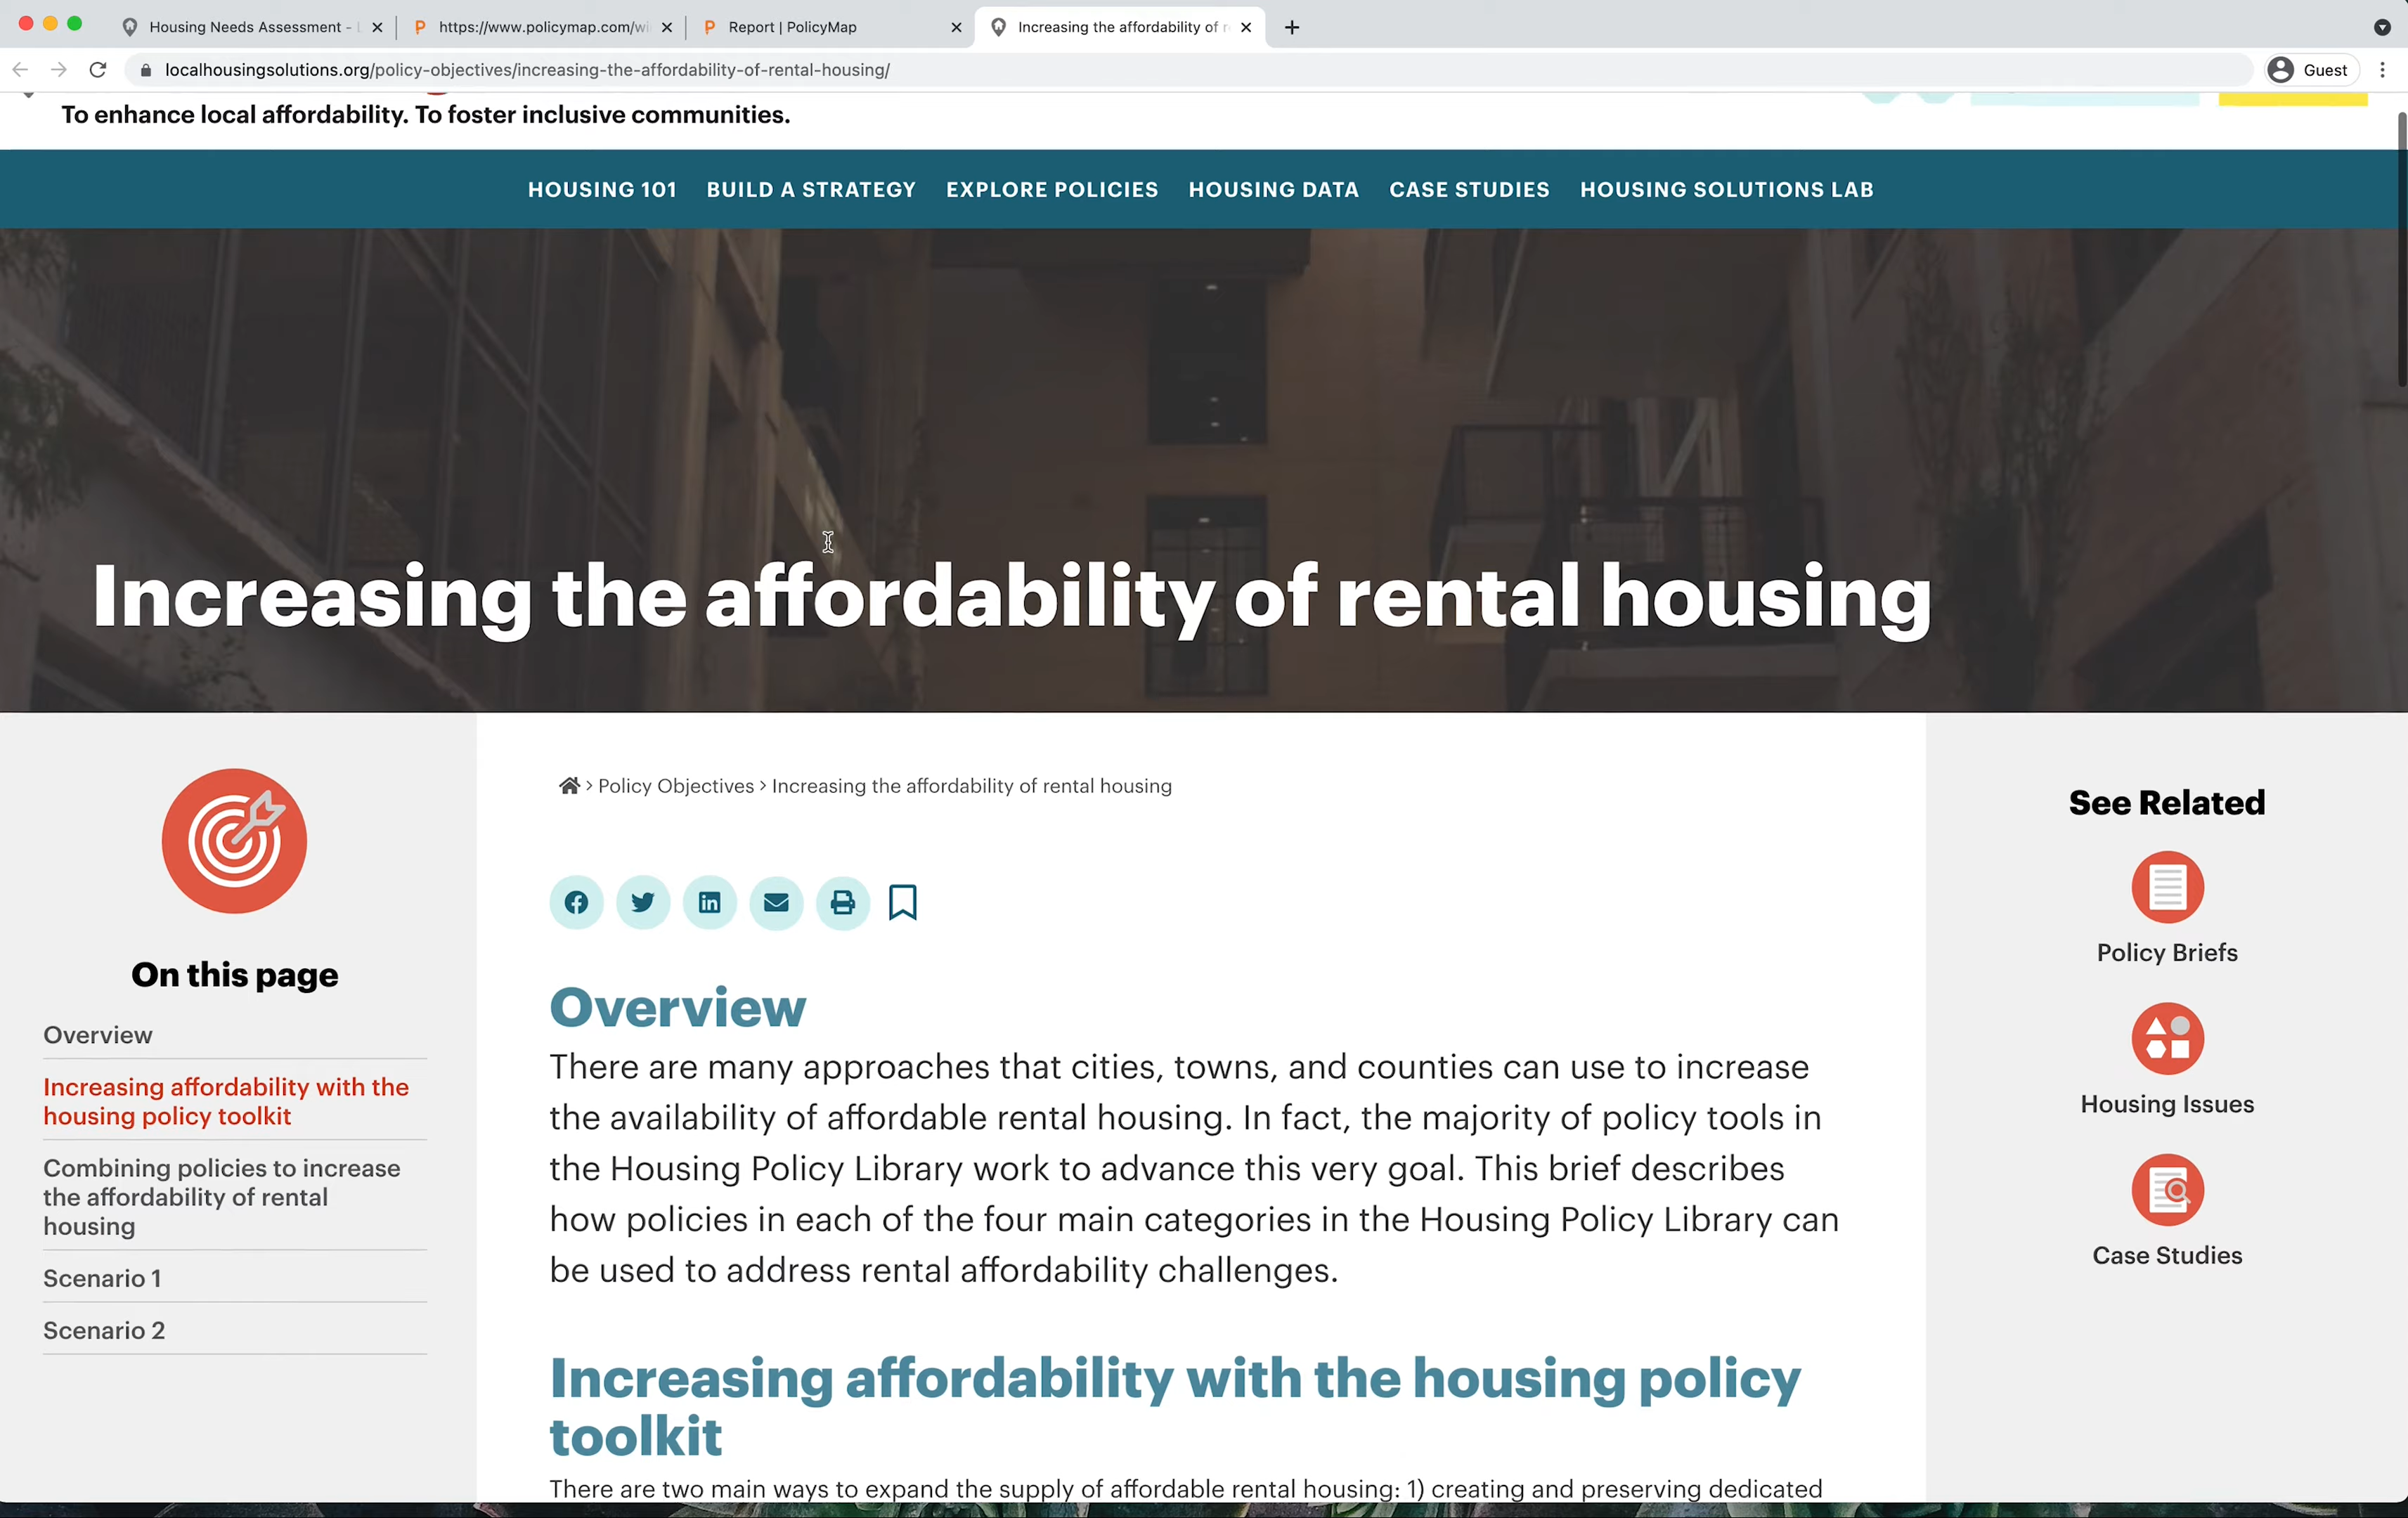 Housing Needs Assessment -
https://www.policymap.com/wi
Report | PolicyMap
Increasing the affordability of r
localhousingsolutions.org/policy-objectives/increasing-the-affordability-of-rental-housing/
Guest
To enhance local affordability. To foster inclusive communities.
HOUSING 101 BUILD A STRATEGY EXPLORE POLICIES HOUSING DATA CASE STUDIES HOUSING SOLUTIONS LAB
Increasing the affordability of rental housing
Policy Objectives > Increasing the affordability of rental housing
On this page
Overview
Increasing affordability with the
housing policy toolkit
Combining policies to increase
the affordability of rental
housing
Scenario 1
Scenario 2
Overview
There are many approaches that cities, towns, and counties can use to increase
the availability of affordable rental housing. In fact, the majority of policy tools in
the Housing Policy Library work to advance this very goal. This brief describes
how policies in each of the four main categories in the Housing Policy Library can
be used to address rental affordability challenges.
Increasing affordability with the housing policy
toolkit
There are two main ways to expand the supply of affordable rental housing: 1) creating and preserving dedicated
See Related
Policy Briefs
Housing Issues
Case Studies